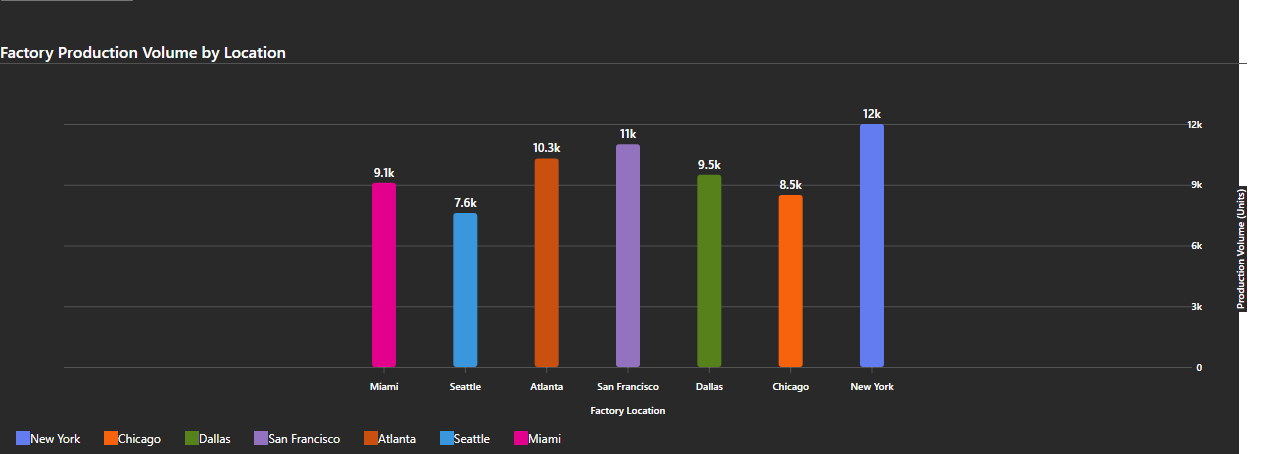 Factory Production Volume by Location
12k
11k
10.3k
9.5k
9.1k
8.5k
7.6k
12k
9k
6k
3k
0
Production Volume (Units)
Miami
Seattle
Atlanta
San Francisco
Dallas
Chicago
New York
Factory Location
New York
Chicago
Dallas
San Francisco
Atlanta
Seattle
Miami